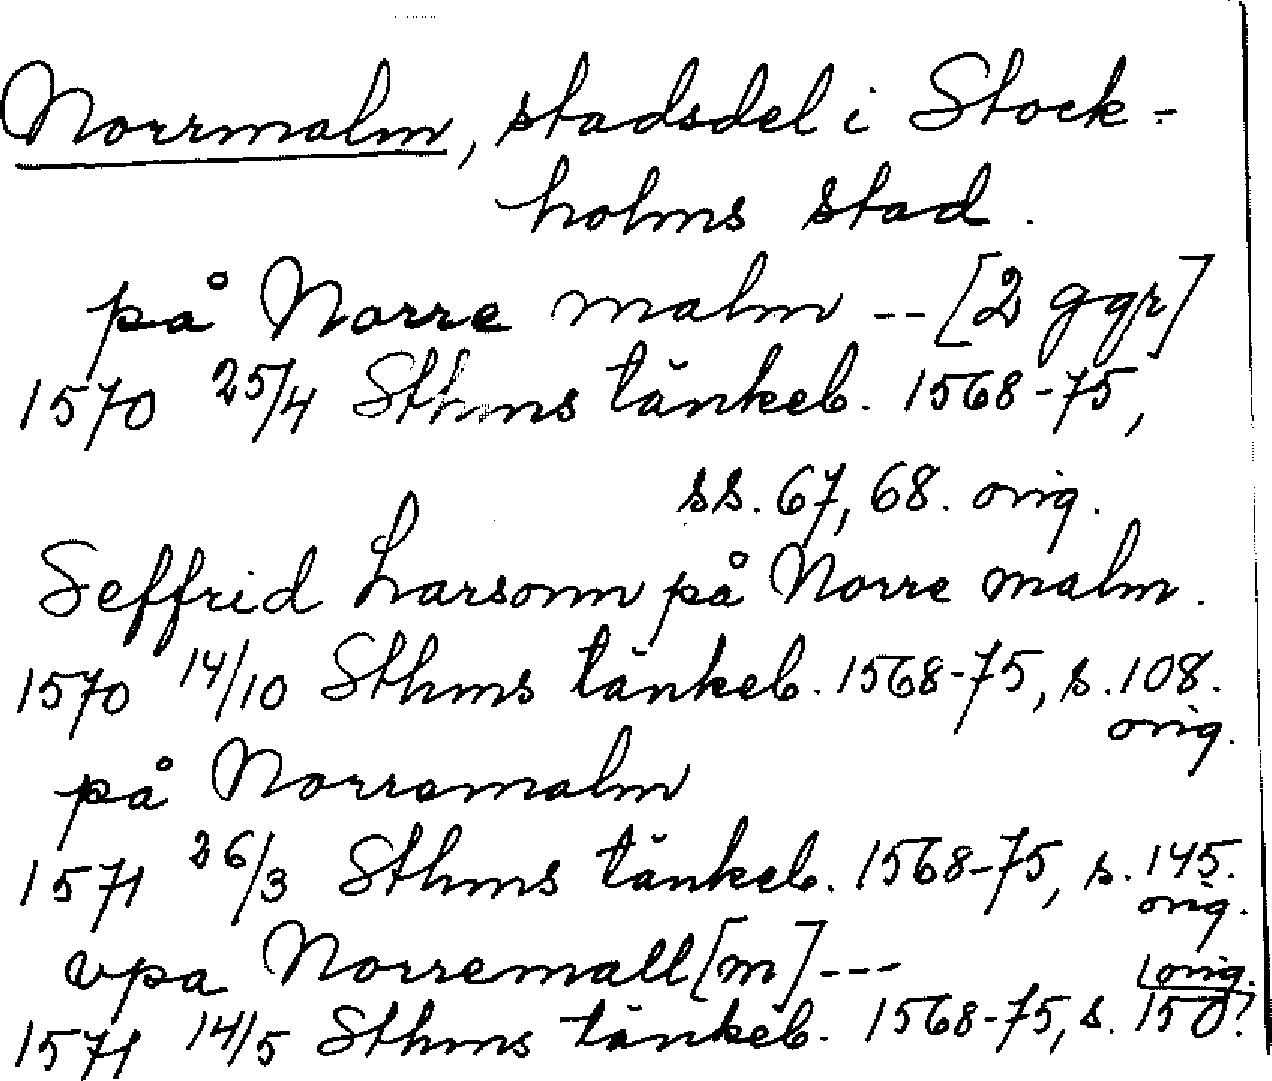 Norrmalm, stadsdel i Stock-
holms stad.
på Norre malm -- [2 ggr]
1570 25/4 Sthms tänkeb. 1568-75,
ss. 67, 68. orig.
Seffrid Larsonn på Norre malm.
1570 14/10 Sthms tänkeb. 1568-75, s. 108.
orig.
på Norremalm
1571 26/3 Sthms tänkeb. 1568-75, s. 145.
orig.
vpa Norremall[m] ---
1571 14/5 Sthms tänkeb. 1568-75, s. 150.
orig.